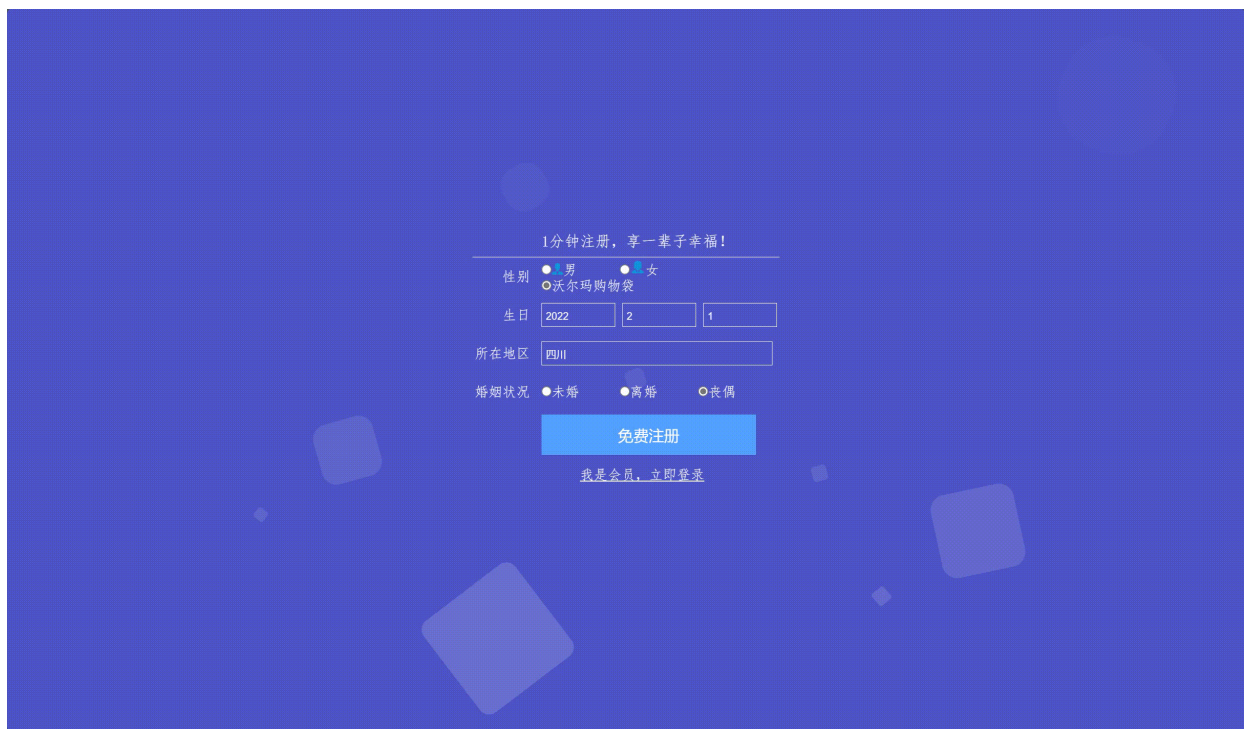 1分钟注册，享一辈子幸福！
性别 男 女
沃尔玛购物袋
生日 2022 2 1
所在地区 四川
婚姻状况 未婚 离婚 丧偶
免费注册
我是会员，立即登录